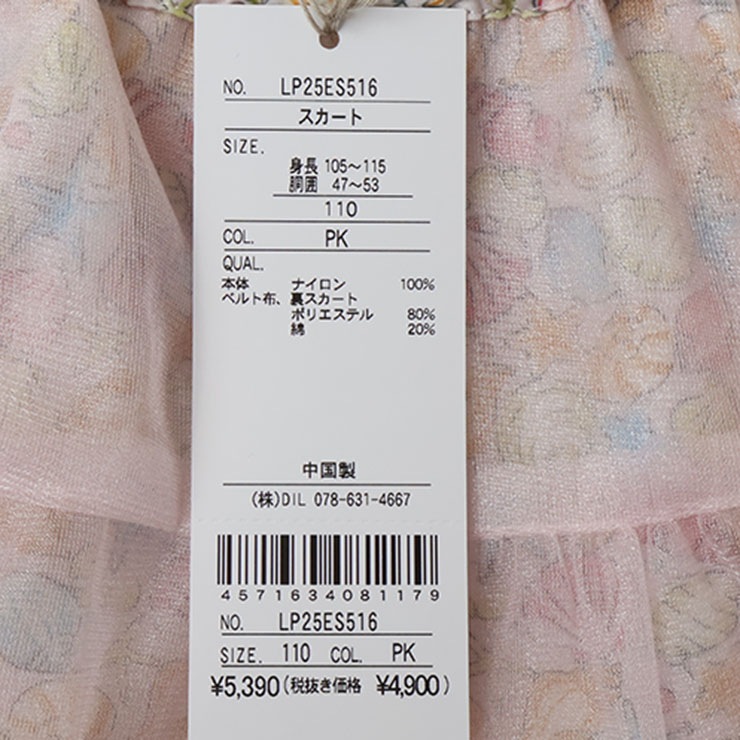 NO. LP25ES516
スカート
SIZE.
身長 105～115
胴囲 47～53
110
COL. PK
QUAL.
本体 ナイロン 100%
ベルト布、裏スカート
ポリエステル 80%
綿 20%
中国製
(株)DIL 078-631-4667
4571634081179
NO. LP25ES516
SIZE. 110 COL. PK
¥5,390(税抜き価格 ¥4,900)